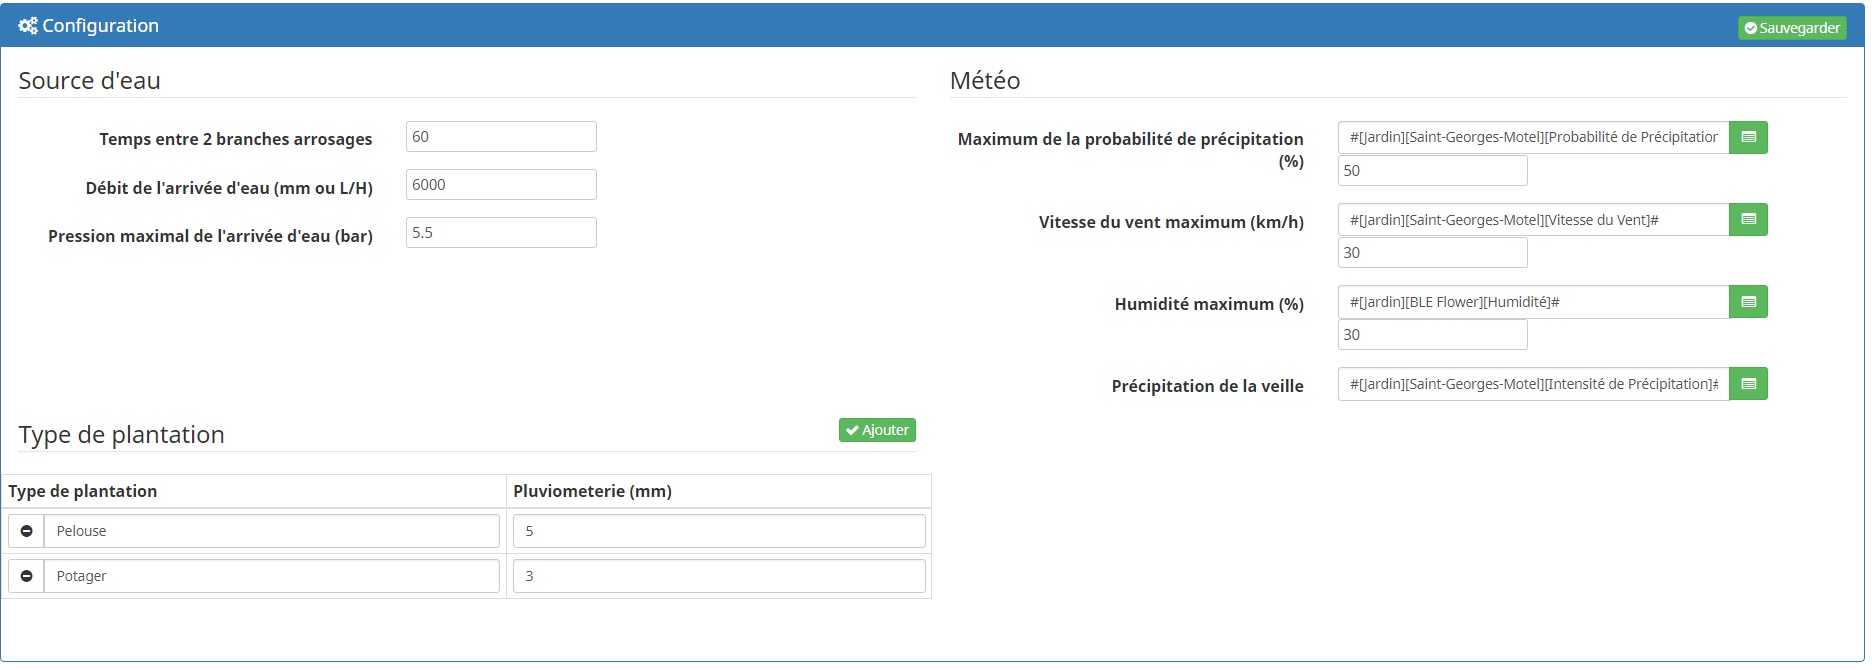 Configuration
Sauvegarder
Source d'eau
Temps entre 2 branches arrosages
60
Débit de l'arrivée d'eau (mm ou L/H)
6000
Pression maximal de l'arrivée d'eau (bar)
5.5
Météo
Maximum de la probabilité de précipitation
(%)
#[Jardin][Saint-Georges-Motel][Probabilité de Précipitation
50
Vitesse du vent maximum (km/h)
#[Jardin][Saint-Georges-Motel][Vitesse du Vent]#
30
Humidité maximum (%)
#[Jardin][BLE Flower][Humidité]#
30
Précipitation de la veille
#[Jardin][Saint-Georges-Motel][Intensité de Précipitation]#
Type de plantation
Ajouter
Type de plantation
Pluviometerie (mm)
Pelouse
5
Potager
3